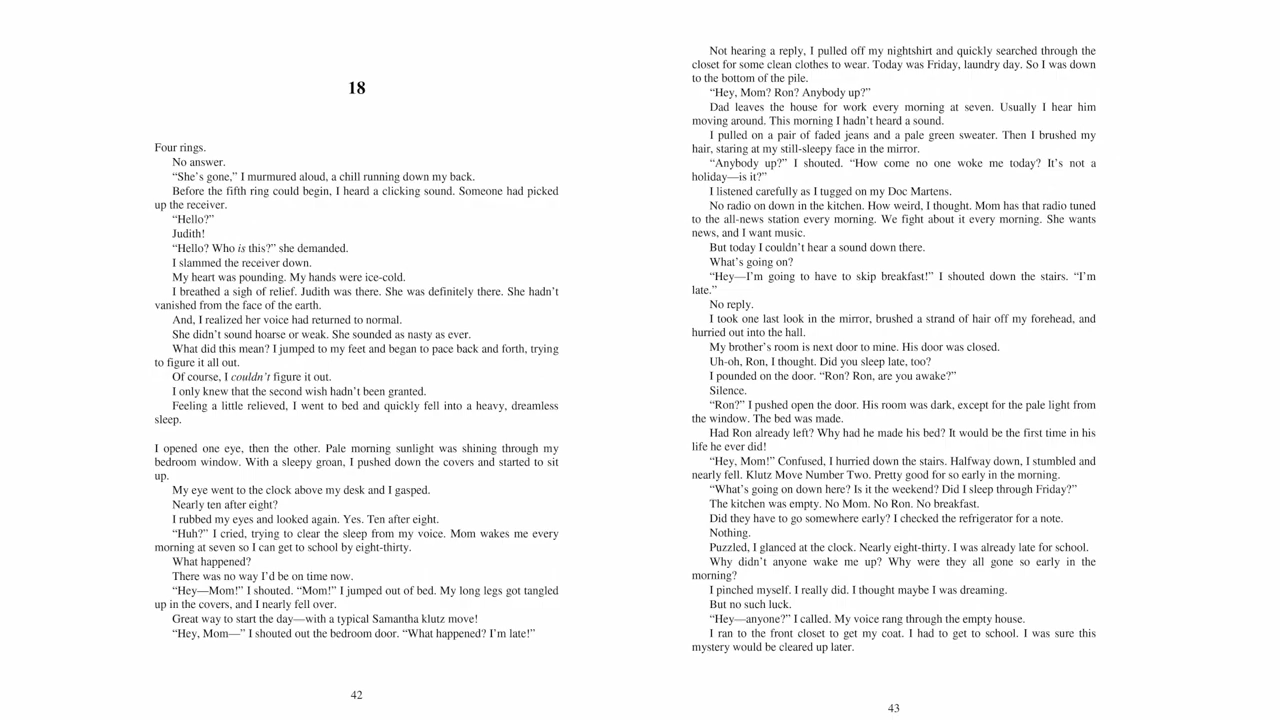 18
Four rings.
No answer.
“She’s gone,” I murmured aloud, a chill running down my back.
Before the fifth ring could begin, I heard a clicking sound. Someone had picked
up the receiver.
“Hello?”
Judith!
“Hello? Who is this?” she demanded.
I slammed the receiver down.
My heart was pounding. My hands were ice-cold.
I breathed a sigh of relief. Judith was there. She was definitely there. She hadn’t
vanished from the face of the earth.
And, I realized her voice had returned to normal.
She didn’t sound hoarse or weak. She sounded as nasty as ever.
What did this mean? I jumped to my feet and began to pace back and forth, trying
to figure it all out.
Of course, I couldn’t figure it out.
I only knew that the second wish hadn’t been granted.
Feeling a little relieved, I went to bed and quickly fell into a heavy, dreamless
sleep.
I opened one eye, then the other. Pale morning sunlight was shining through my
bedroom window. With a sleepy groan, I pushed down the covers and started to sit
up.
My eye went to the clock above my desk and I gasped.
Nearly ten after eight?
I rubbed my eyes and looked again. Yes. Ten after eight.
“Huh?” I cried, trying to clear the sleep from my voice. Mom wakes me every
morning at seven so I can get to school by eight-thirty.
What happened?
There was no way I’d be on time now.
“Hey—Mom!” I shouted. “Mom!” I jumped out of bed. My long legs got tangled
up in the covers, and I nearly fell over.
Great way to start the day—with a typical Samantha klutz move!
“Hey, Mom—” I shouted out the bedroom door. “What happened? I’m late!”
42
Not hearing a reply, I pulled off my nightshirt and quickly searched through the
closet for some clean clothes to wear. Today was Friday, laundry day. So I was down
to the bottom of the pile.
“Hey, Mom? Ron? Anybody up?”
Dad leaves the house for work every morning at seven. Usually I hear him
moving around. This morning I hadn’t heard a sound.
I pulled on a pair of faded jeans and a pale green sweater. Then I brushed my
hair, staring at my still-sleepy face in the mirror.
“Anybody up?” I shouted. “How come no one woke me today? It’s not a
holiday—is it?”
I listened carefully as I tugged on my Doc Martens.
No radio on down in the kitchen. How weird, I thought. Mom has that radio tuned
to the all-news station every morning. We fight about it every morning. She wants
news, and I want music.
But today I couldn’t hear a sound down there.
What’s going on?
“Hey—I’m going to have to skip breakfast!” I shouted down the stairs. “I’m
late.”
No reply.
I took one last look in the mirror, brushed a strand of hair off my forehead, and
hurried out into the hall.
My brother’s room is next door to mine. His door was closed.
Uh-oh, Ron, I thought. Did you sleep late, too?
I pounded on the door. “Ron? Ron, are you awake?”
Silence.
“Ron?” I pushed open the door. His room was dark, except for the pale light from
the window. The bed was made.
Had Ron already left? Why had he made his bed? It would be the first time in his
life he ever did!
“Hey, Mom!” Confused, I hurried down the stairs. Halfway down, I stumbled and
nearly fell. Klutz Move Number Two. Pretty good for so early in the morning.
“What’s going on down here? Is it the weekend? Did I sleep through Friday?”
The kitchen was empty. No Mom. No Ron. No breakfast.
Did they have to go somewhere early? I checked the refrigerator for a note.
Nothing.
Puzzled, I glanced at the clock. Nearly eight-thirty. I was already late for school.
Why didn’t anyone wake me up? Why were they all gone so early in the
morning?
I pinched myself. I really did. I thought maybe I was dreaming.
But no such luck.
“Hey—anyone?” I called. My voice rang through the empty house.
I ran to the front closet to get my coat. I had to get to school. I was sure this
mystery would be cleared up later.
43